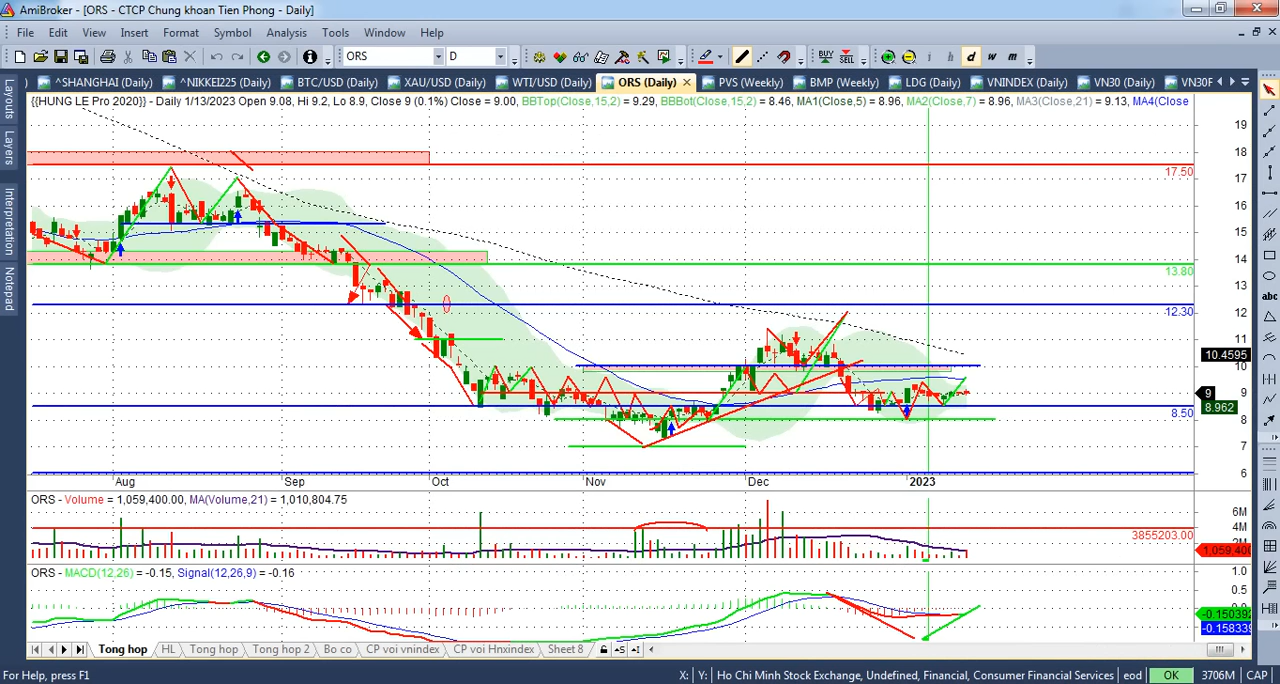 AmiBroker - [ORS - CTCP Chung khoan Tien Phong - Daily]
File Edit View Insert Format Symbol Analysis Tools Window Help
ORS D BUY SELL i h d w m
^SHANGHAI (Daily) ^NIKKEI225 (Daily) BTC/USD (Daily) XAU/USD (Daily) WTI/USD (Daily) ORS (Daily) PVS (Weekly) BMP (Weekly) LDG (Daily) VNINDEX (Daily) VN30 (Daily) VN30F
Layouts
Layers
Interpretation
Notepad
{{HUNG LE Pro 2020}} - Daily 1/13/2023 Open 9.08, Hi 9.2, Lo 8.9, Close 9 (0.1%) Close = 9.00, BBTop(Close,15,2) = 9.29, BBBot(Close,15,2) = 8.46, MA1(Close,5) = 8.96, MA2(Close,7) = 8.96, MA3(Close,21) = 9.13, MA4(Close
19
18
17.50
17
16
15
14
13.80
13
12.30
12
11
10.4595
10
9
9
8.962
8.50
8
7
6
Aug Sep Oct Nov Dec 2023
ORS - Volume = 1,059,400.00, MA(Volume,21) = 1,010,804.75
6M
4M
3855203.00
2M
1,059,400
ORS - MACD(12,26) = -0.15, Signal(12,26,9) = -0.16
1.0
0.5
0.0
-0.150392
-0.158339
abc
Tong hop HL Tong hop Tong hop 2 Bo co CP voi vnindex CP voi Hnxindex Sheet 8
For Help, press F1 X: Y: Ho Chi Minh Stock Exchange, Undefined, Financial, Consumer Financial Services eod OK 3706M CAP